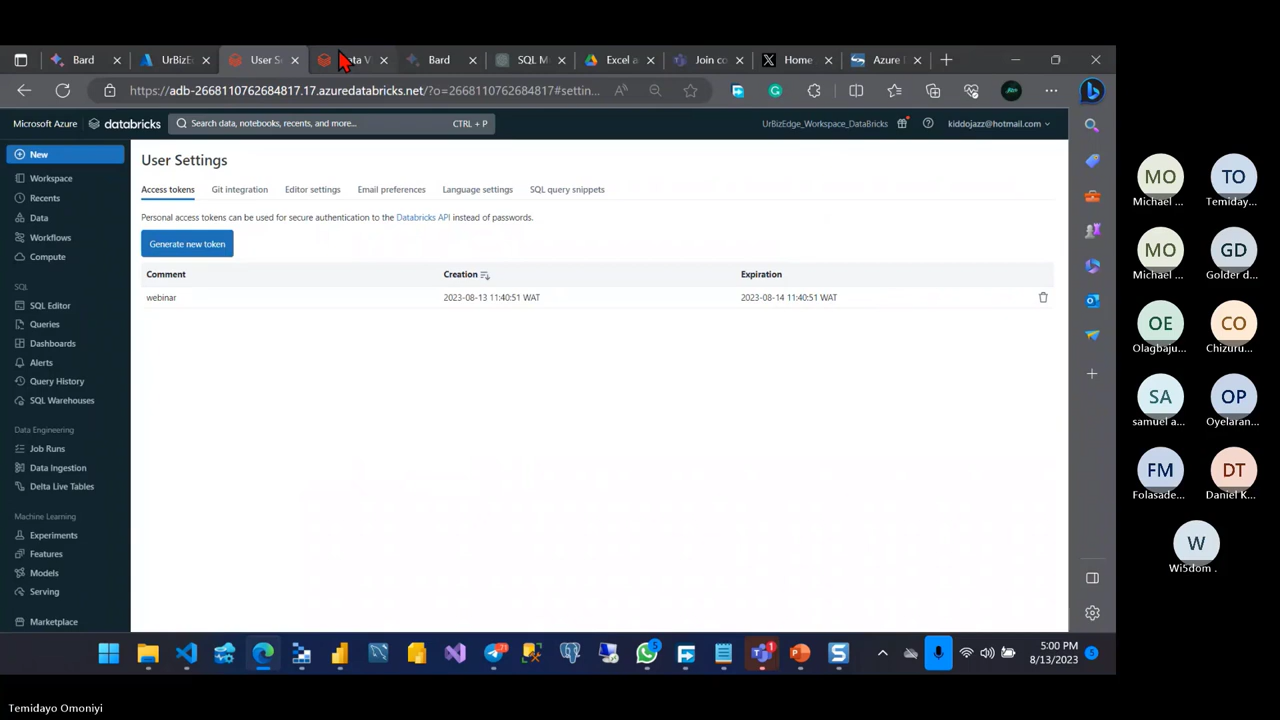 Bard
UrBizE
User S
ata V
Bard
SQL M
Excel a
Join co
Home
Azure
https://adb-2668110762684817.17.azuredatabricks.net/?o=2668110762684817#settin...
Microsoft Azure
databricks
Search data, notebooks, recents, and more...
CTRL + P
UrBizEdge_Workspace_DataBricks
kiddojazz@hotmail.com
New
Workspace
Recents
Data
Workflows
Compute
SQL
SQL Editor
Queries
Dashboards
Alerts
Query History
SQL Warehouses
Data Engineering
Job Runs
Data Ingestion
Delta Live Tables
Machine Learning
Experiments
Features
Models
Serving
Marketplace
User Settings
Access tokens
Git integration
Editor settings
Email preferences
Language settings
SQL query snippets
Personal access tokens can be used for secure authentication to the Databricks API instead of passwords.
Generate new token
Comment
Creation
Expiration
webinar
2023-08-13 11:40:51 WAT
2023-08-14 11:40:51 WAT
MO
Michael ...
TO
Temiday...
MO
Michael ...
GD
Golder d...
OE
Olagbaju...
CO
Chizuru...
SA
samuel a...
OP
Oyelaran...
FM
Folasade...
DT
Daniel K...
W
Wi5dom .
5:00 PM
8/13/2023
5
Temidayo Omoniyi